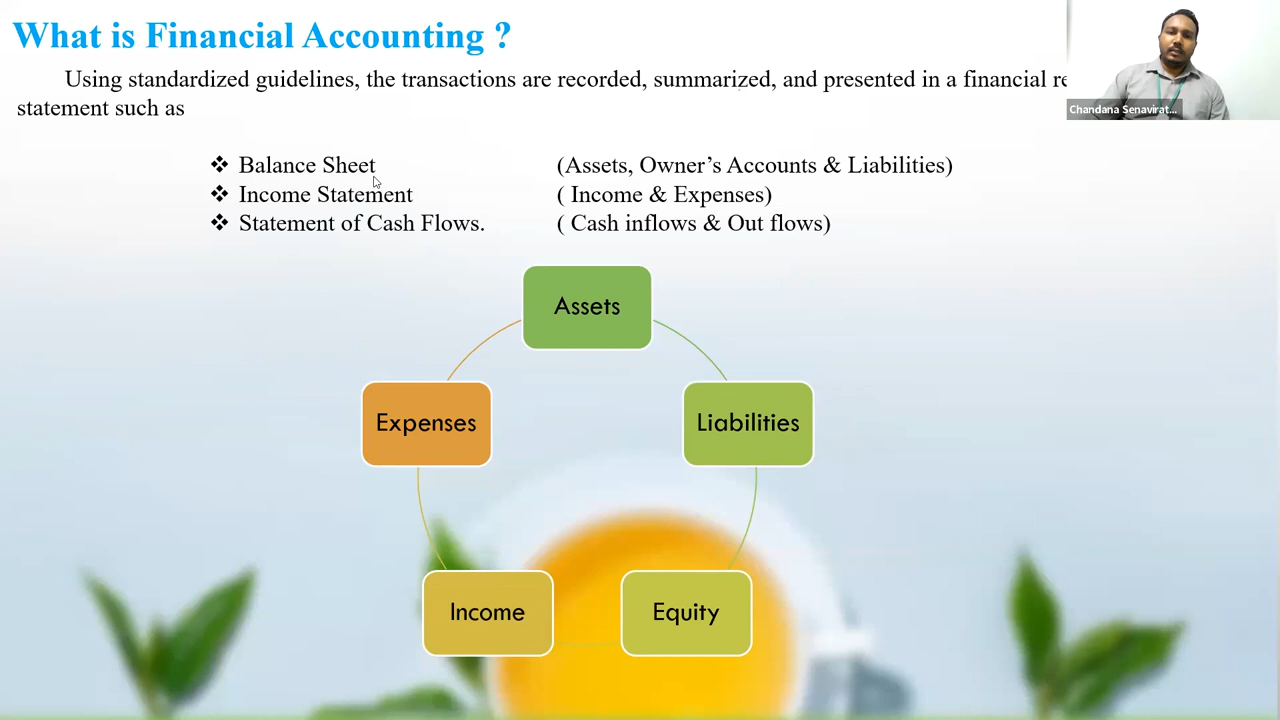 What is Financial Accounting ?
Using standardized guidelines, the transactions are recorded, summarized, and presented in a financial
statement such as
❖ Balance Sheet (Assets, Owner’s Accounts & Liabilities)
❖ Income Statement ( Income & Expenses)
❖ Statement of Cash Flows. ( Cash inflows & Out flows)
Assets
Expenses
Liabilities
Income
Equity
Chandana Senavirat...